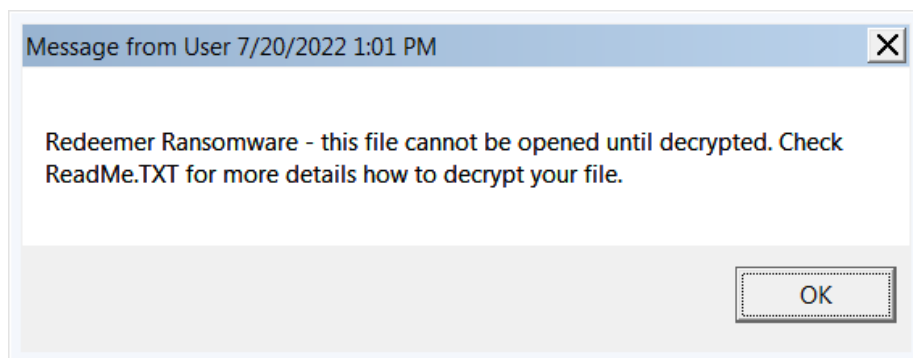 Message from User 7/20/2022 1:01 PM
Redeemer Ransomware - this file cannot be opened until decrypted. Check
ReadMe.TXT for more details how to decrypt your file.
OK